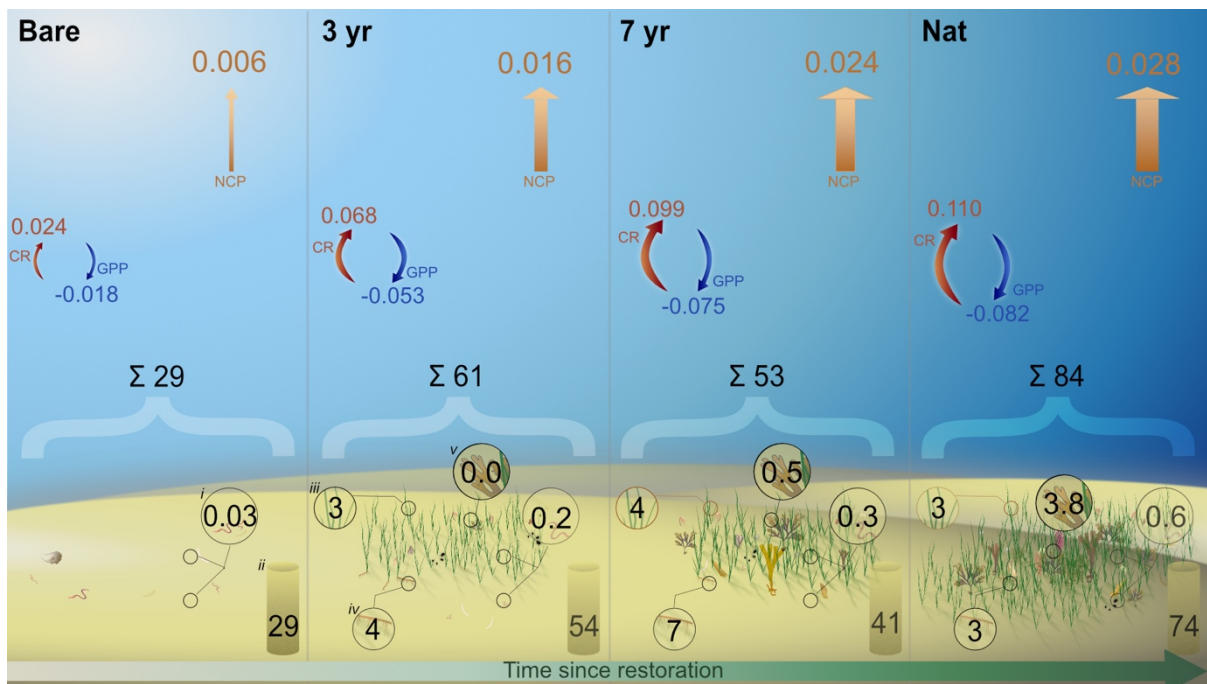 Bare
0.006
NCP
0.024
CR
GPP
-0.018
Σ 29
i
0.03
ii
29
3 yr
0.016
NCP
0.068
CR
GPP
-0.053
Σ 61
v
0.0
iii
3
0.2
iv
4
54
7 yr
0.024
NCP
0.099
CR
GPP
-0.075
Σ 53
0.5
4
0.3
7
41
Nat
0.028
NCP
0.110
CR
GPP
-0.082
Σ 84
3
3.8
0.6
3
74
Time since restoration